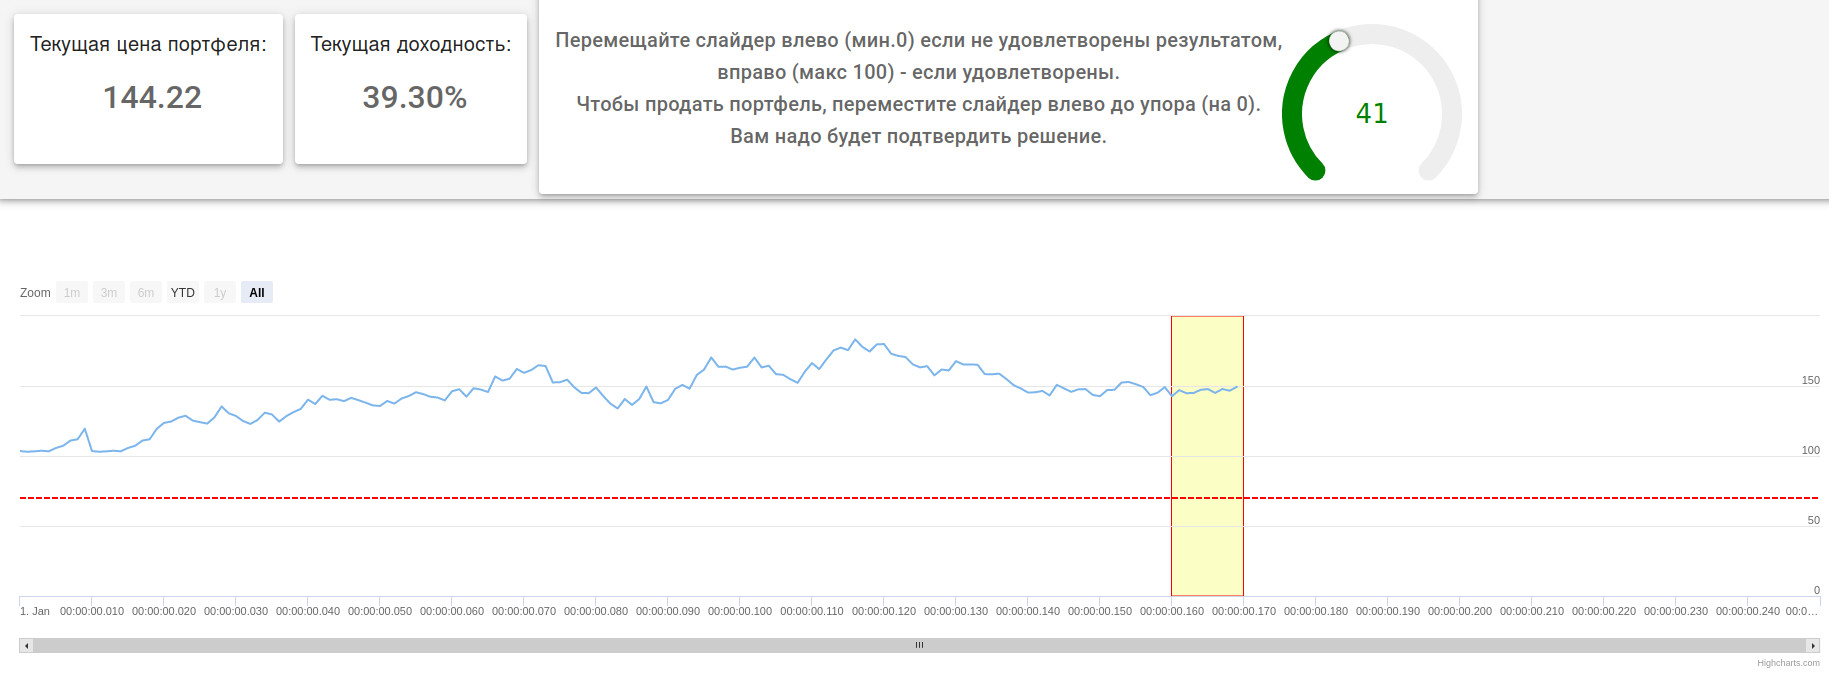 Текущая цена портфеля:
144.22
Текущая доходность:
39.30%
Перемещайте слайдер влево (мин.0) если не удовлетворены результатом,
вправо (макс 100) - если удовлетворены.
Чтобы продать портфель, переместите слайдер влево до упора (на 0).
Вам надо будет подтвердить решение.
41
Zoom 1m 3m 6m YTD 1y All
150
100
50
0
1. Jan 00:00:00.010 00:00:00.020 00:00:00.030 00:00:00.040 00:00:00.050 00:00:00.060 00:00:00.070 00:00:00.080 00:00:00.090 00:00:00.100 00:00:00.110 00:00:00.120 00:00:00.130 00:00:00.140 00:00:00.150 00:00:00.160 00:00:00.170 00:00:00.180 00:00:00.190 00:00:00.200 00:00:00.210 00:00:00.220 00:00:00.230 00:00:00.240 00:0…
Highcharts.com